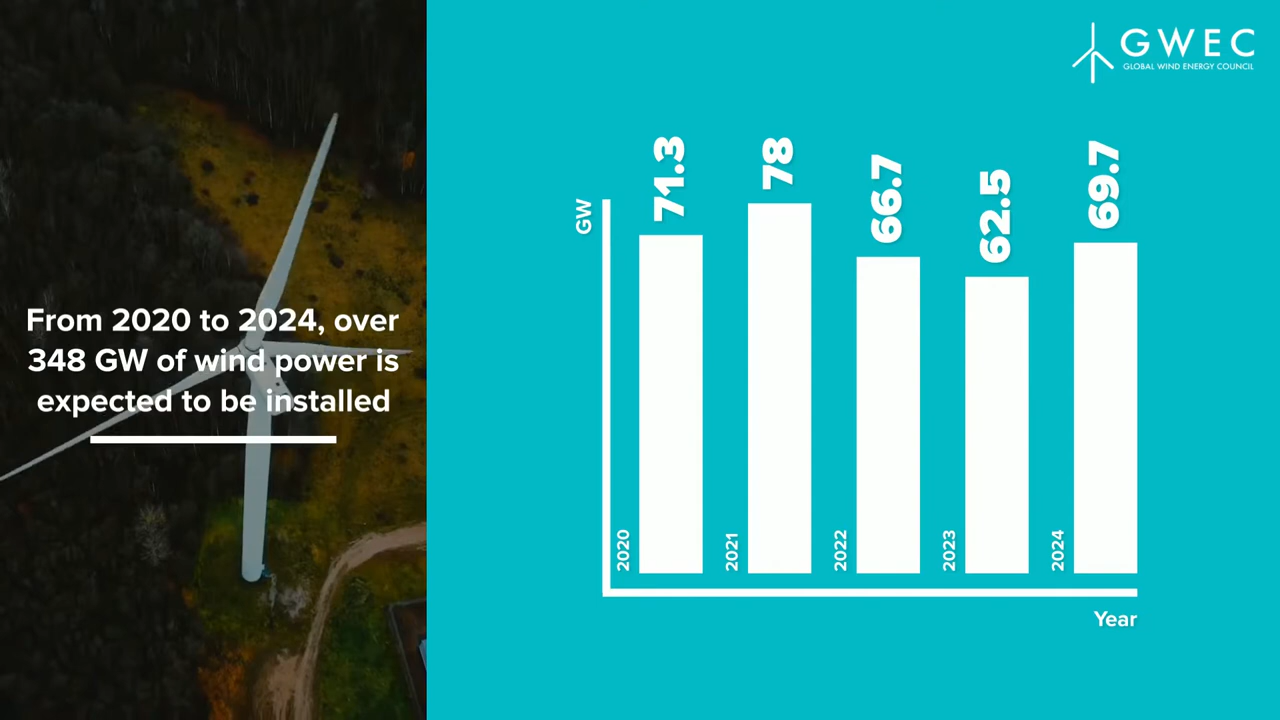 From 2020 to 2024, over
348 GW of wind power is
expected to be installed
GWEC
GLOBAL WIND ENERGY COUNCIL
GW
71.3
78
66.7
62.5
69.7
2020
2021
2022
2023
2024
Year